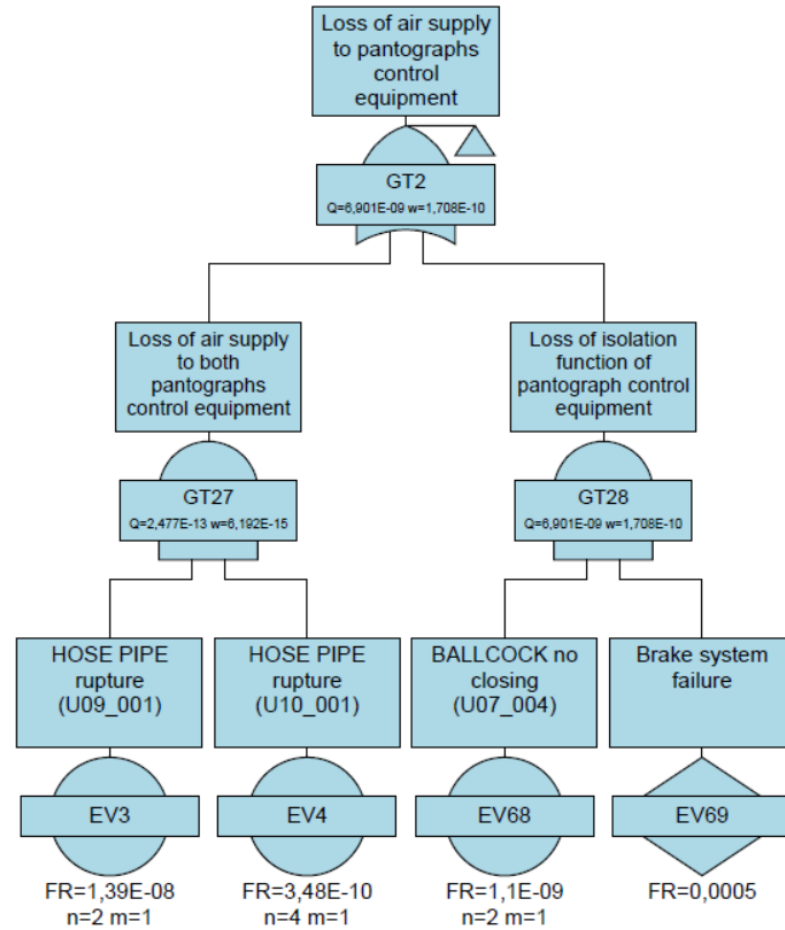 Loss of air supply
to pantographs
control
equipment
GT2
Q=6,901E-09 w=1,708E-10
Loss of air supply
to both
pantographs
control equipment
Loss of isolation
function of
pantograph control
equipment
GT27
Q=2,477E-13 w=6,192E-15
GT28
Q=6,901E-09 w=1,708E-10
HOSE PIPE
rupture
(U09_001)
HOSE PIPE
rupture
(U10_001)
BALLCOCK no
closing
(U07_004)
Brake system
failure
EV3
EV4
EV68
EV69
FR=1,39E-08
n=2 m=1
FR=3,48E-10
n=4 m=1
FR=1,1E-09
n=2 m=1
FR=0,0005